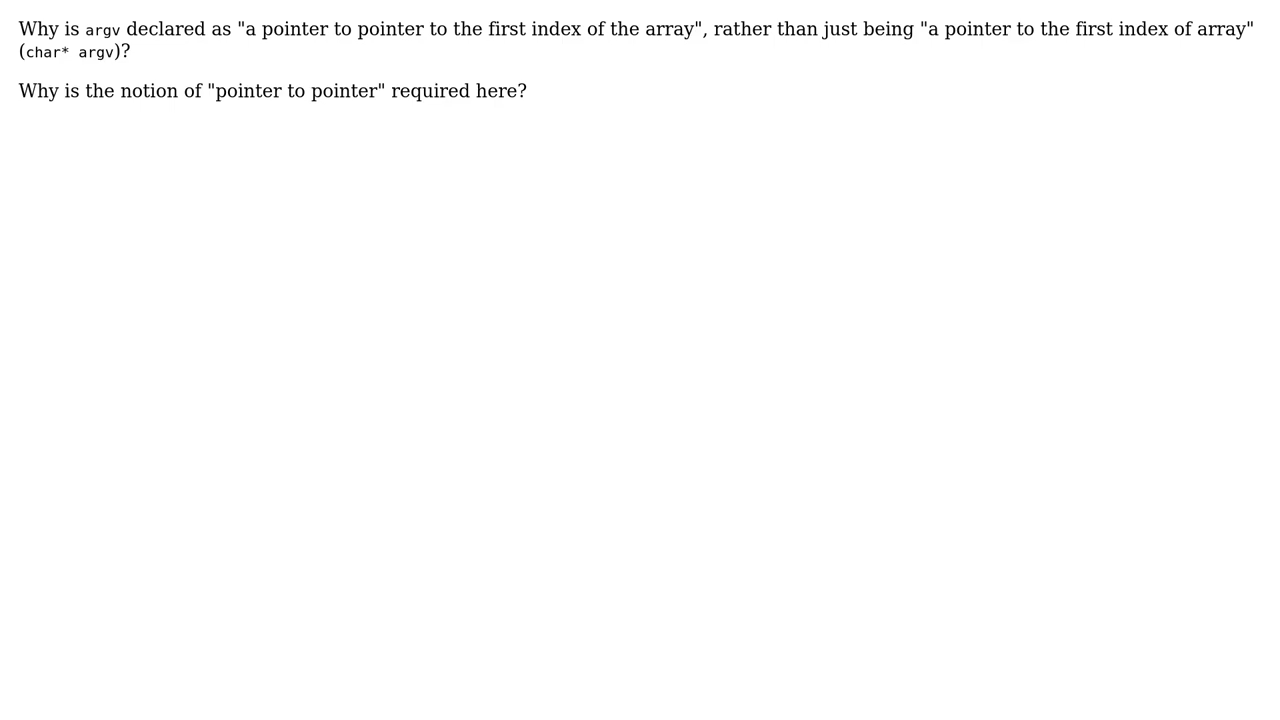 Why is argv declared as "a pointer to pointer to the first index of the array", rather than just being "a pointer to the first index of array"
(char* argv)?
Why is the notion of "pointer to pointer" required here?